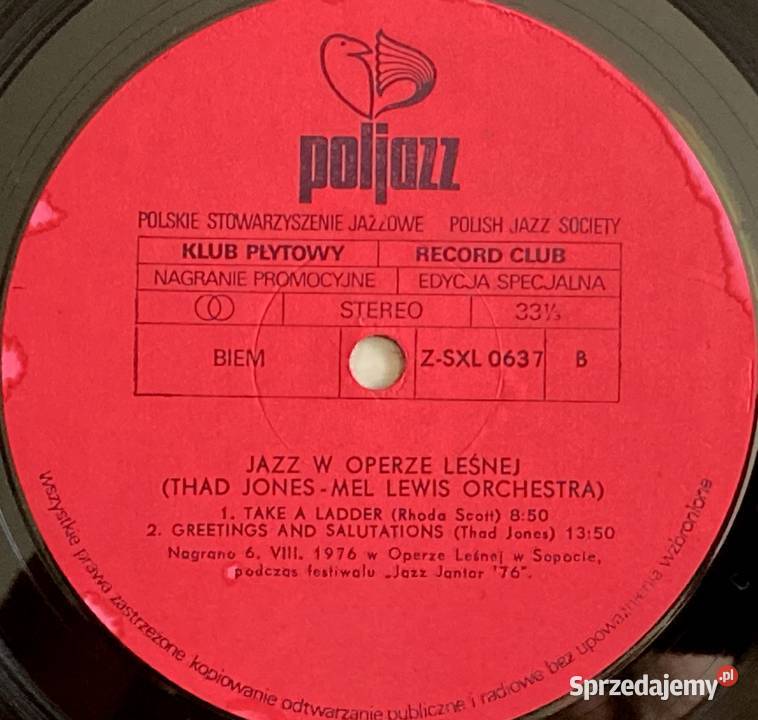 poljazz
POLSKIE STOWARZYSZENIE JAZZOWE POLISH JAZZ SOCIETY
KLUB PŁYTOWY RECORD CLUB
NAGRANIE PROMOCYJNE EDYCJA SPECJALNA
STEREO 33⅓
BIEM Z-SXL 0637 B
JAZZ W OPERZE LEŚNEJ
(THAD JONES-MEL LEWIS ORCHESTRA)
1. TAKE A LADDER (Rhoda Scott) 8:50
2. GREETINGS AND SALUTATIONS (Thad Jones) 13:50
Nagrano 6. VIII. 1976 w Operze Leśnej w Sopocie,
podczas festiwalu „Jazz Jantar '76".
Wszystkie prawa zastrzeżone kopiowanie odtwarzanie publiczne i radiowe bez upoważnienia wzbronione
Sprzedajemy.pl